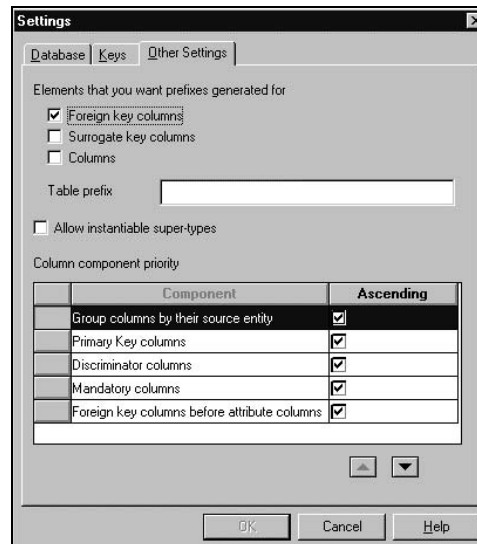 Settings
Database Keys Other Settings
Elements that you want prefixes generated for
Foreign key columns
Surrogate key columns
Columns
Table prefix
Allow instantiable super-types
Column component priority
Component Ascending
Group columns by their source entity
Primary Key columns
Discriminator columns
Mandatory columns
Foreign key columns before attribute columns
OK Cancel Help